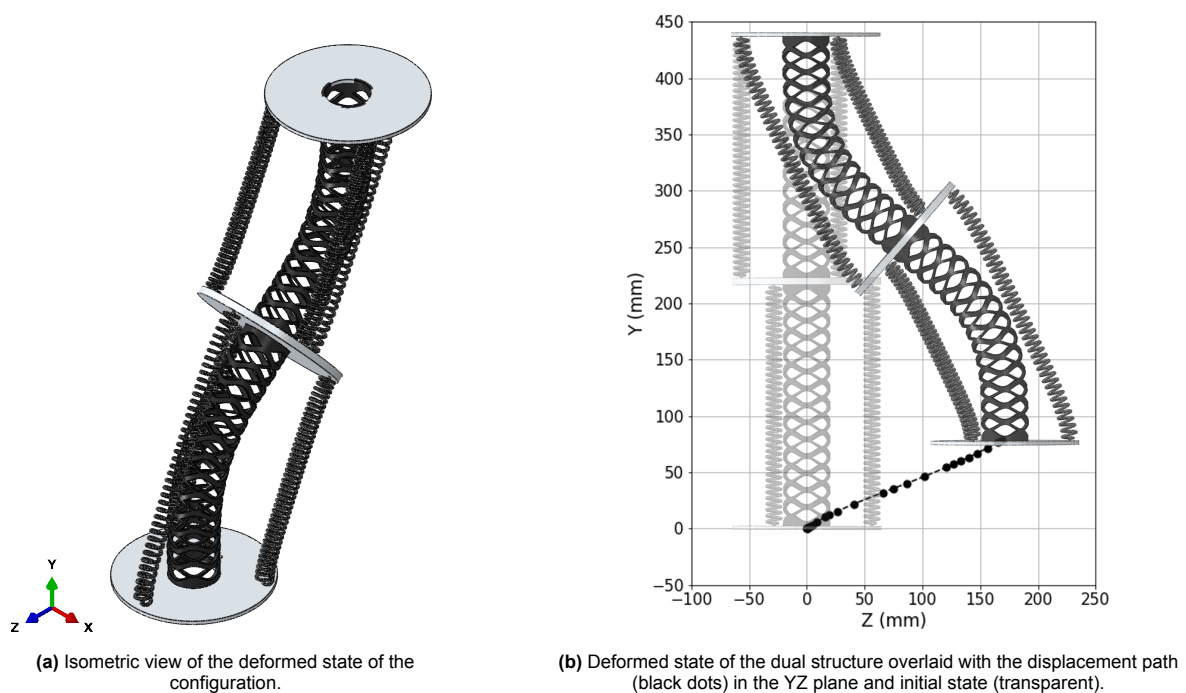 Y
Z
X
(a) Isometric view of the deformed state of the
configuration.
450
400
350
300
250
200
150
100
50
0
−50
Y (mm)
−100 −50 0 50 100 150 200 250
Z (mm)
(b) Deformed state of the dual structure overlaid with the displacement path
(black dots) in the YZ plane and initial state (transparent).